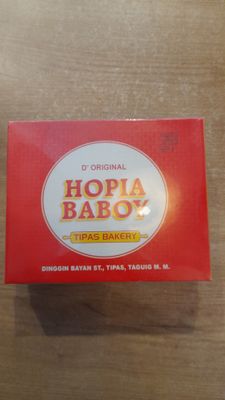 D' ORIGINAL
HOPIA
BABOY
TIPAS BAKERY
DINGGIN BAYAN ST., TIPAS, TAGUIG M. M.